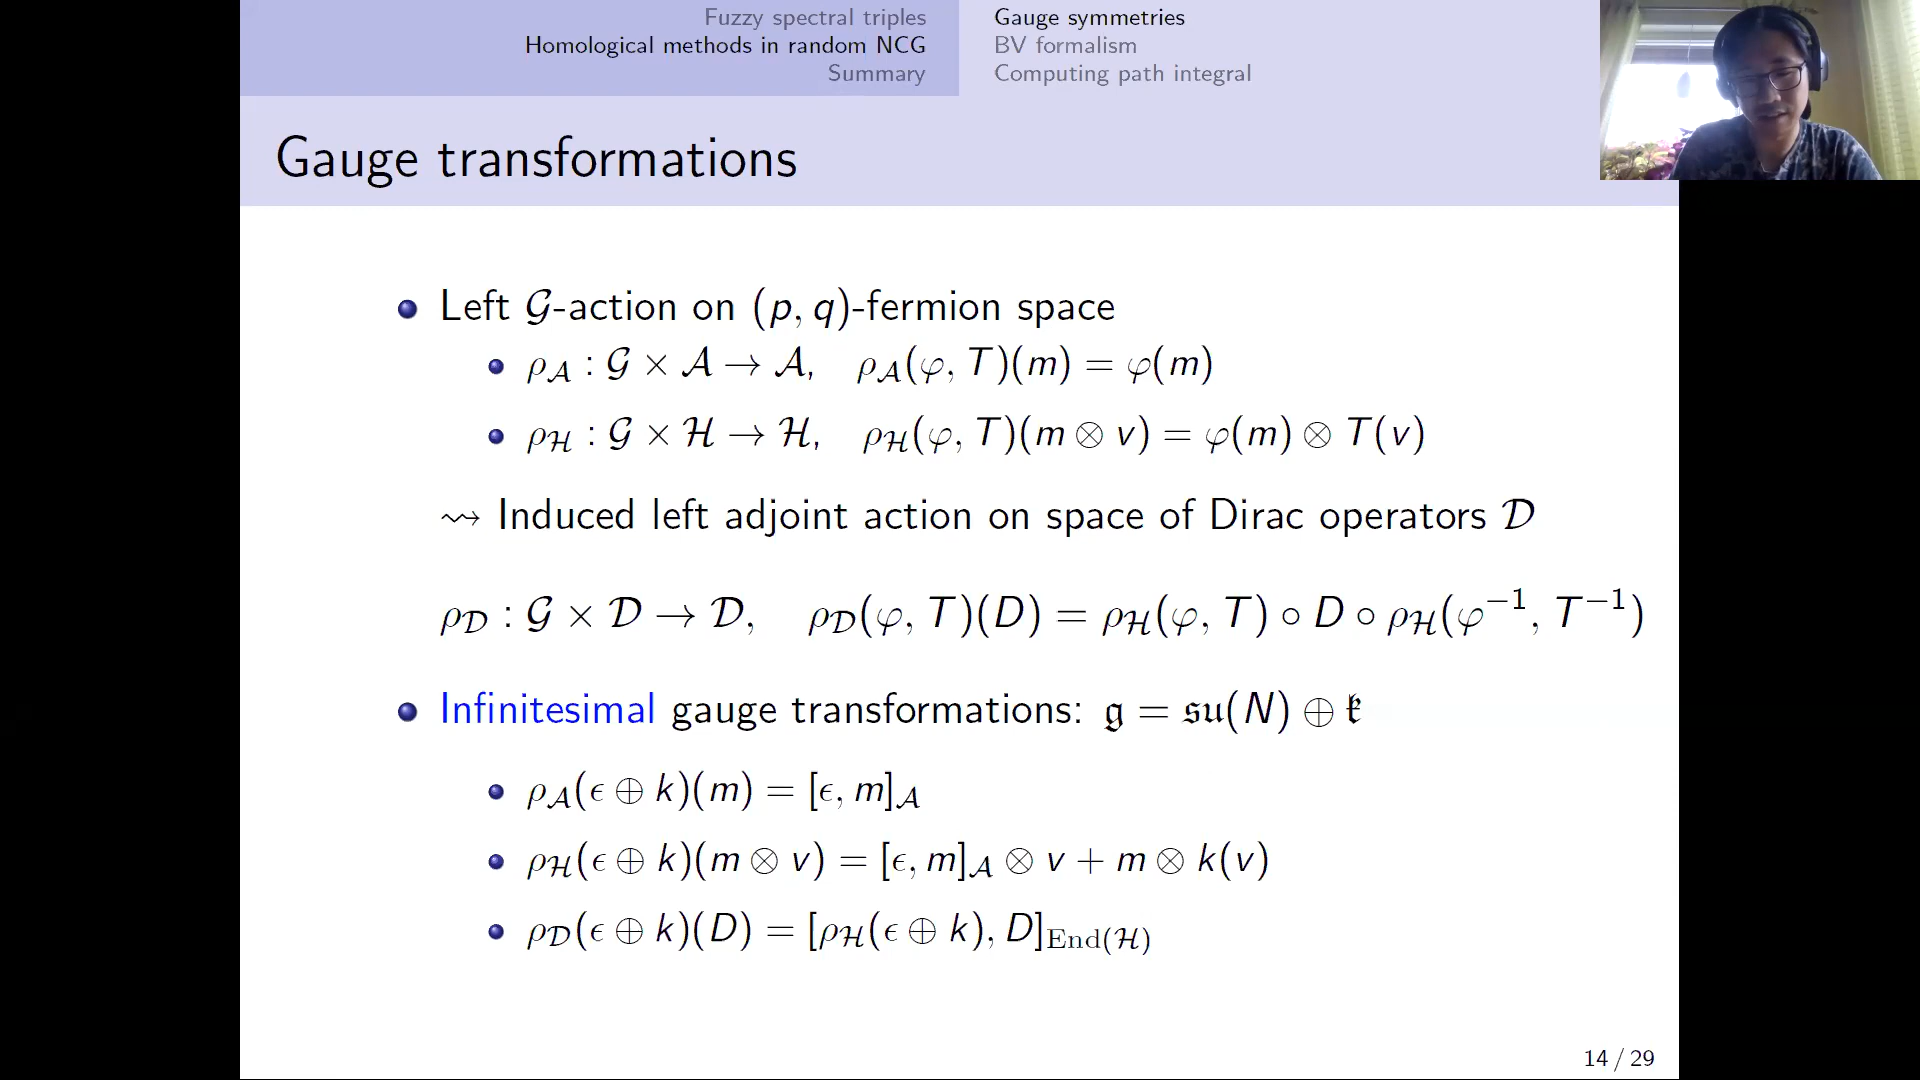 Fuzzy spectral triples
Homological methods in random NCG
Summary
Gauge symmetries
BV formalism
Computing path integral
Gauge transformations
Left 𝒢-action on (p, q)-fermion space
ρ_𝒜 : 𝒢 × 𝒜 → 𝒜, ρ_𝒜(φ, T)(m) = φ(m)
ρ_ℋ : 𝒢 × ℋ → ℋ, ρ_ℋ(φ, T)(m ⊗ v) = φ(m) ⊗ T(v)
⇝ Induced left adjoint action on space of Dirac operators 𝒟
ρ_𝒟 : 𝒢 × 𝒟 → 𝒟, ρ_𝒟(φ, T)(D) = ρ_ℋ(φ, T) ∘ D ∘ ρ_ℋ(φ⁻¹, T⁻¹)
Infinitesimal gauge transformations: 𝔤 = 𝔰𝔲(N) ⊕ 𝔨
ρ_𝒜(ϵ ⊕ k)(m) = [ϵ, m]_𝒜
ρ_ℋ(ϵ ⊕ k)(m ⊗ v) = [ϵ, m]_𝒜 ⊗ v + m ⊗ k(v)
ρ_𝒟(ϵ ⊕ k)(D) = [ρ_ℋ(ϵ ⊕ k), D]_End(ℋ)
14 / 29